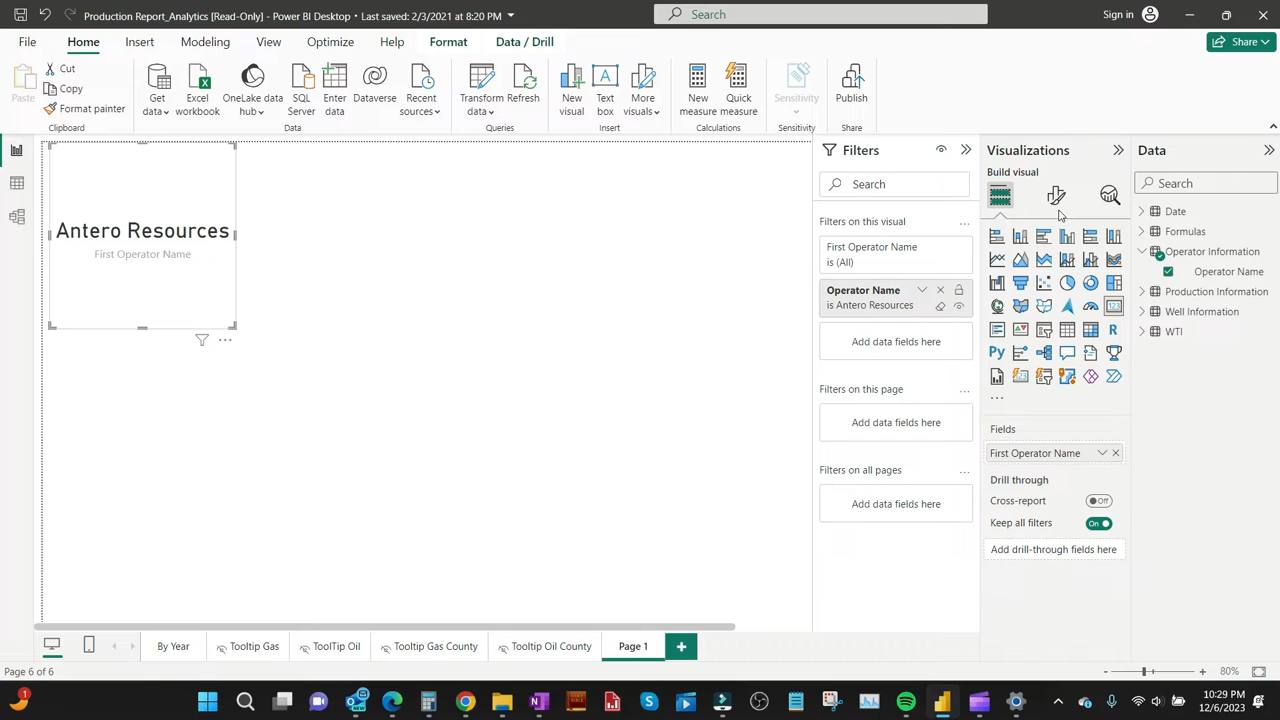 Production Report_Analytics [Read-Only] - Power BI Desktop • Last saved: 2/3/2021 at 8:20 PM
Search
Sign in
File
Home
Insert
Modeling
View
Optimize
Help
Format
Data / Drill
Share
Paste
Cut
Copy
Format painter
Clipboard
Get data
Excel workbook
OneLake data hub
SQL Server
Enter data
Dataverse
Recent sources
Data
Transform data
Refresh
Queries
New visual
Text box
More visuals
Insert
New measure
Quick measure
Calculations
Sensitivity
Sensitivity
Publish
Share
Antero Resources
First Operator Name
Filters
Search
Filters on this visual
First Operator Name
is (All)
Operator Name
is Antero Resources
Add data fields here
Filters on this page
Add data fields here
Filters on all pages
Add data fields here
Visualizations
Build visual
123
R
Py
Fields
First Operator Name
Drill through
Cross-report
Off
Keep all filters
On
Add drill-through fields here
Data
Search
Date
Formulas
Operator Information
Operator Name
Production Information
Well Information
WTI
By Year
Tooltip Gas
ToolTip Oil
Tooltip Gas County
Tooltip Oil County
Page 1
Page 6 of 6
80%
1
10:29 PM
12/6/2023